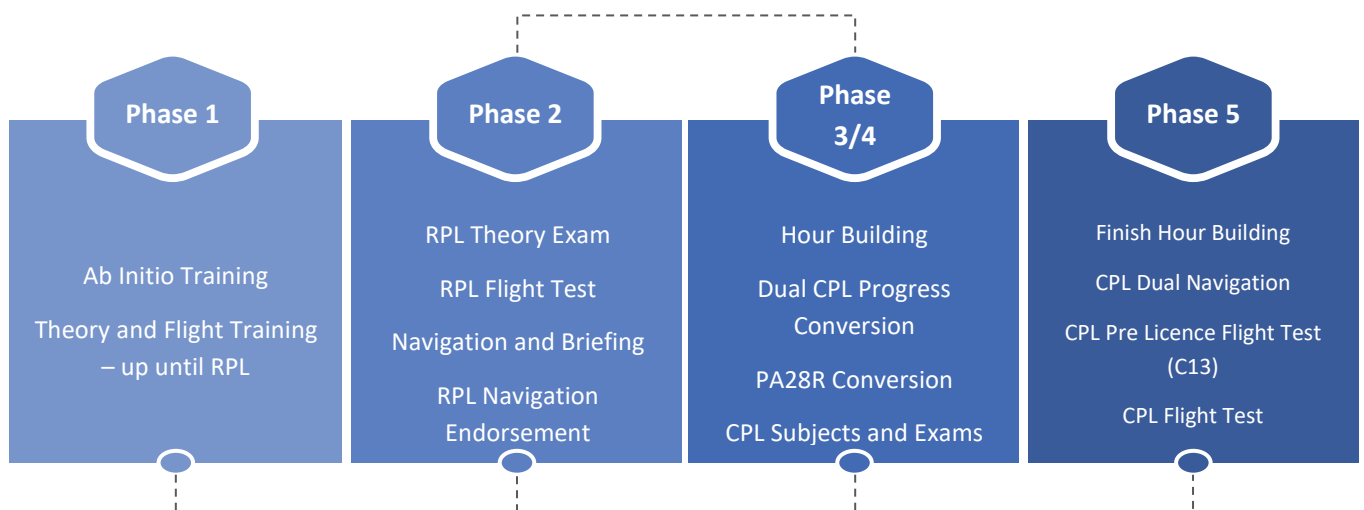 Phase 1
Ab Initio Training
Theory and Flight Training
– up until RPL
Phase 2
RPL Theory Exam
RPL Flight Test
Navigation and Briefing
RPL Navigation
Endorsement
Phase
3/4
Hour Building
Dual CPL Progress
Conversion
PA28R Conversion
CPL Subjects and Exams
Phase 5
Finish Hour Building
CPL Dual Navigation
CPL Pre Licence Flight Test
(C13)
CPL Flight Test